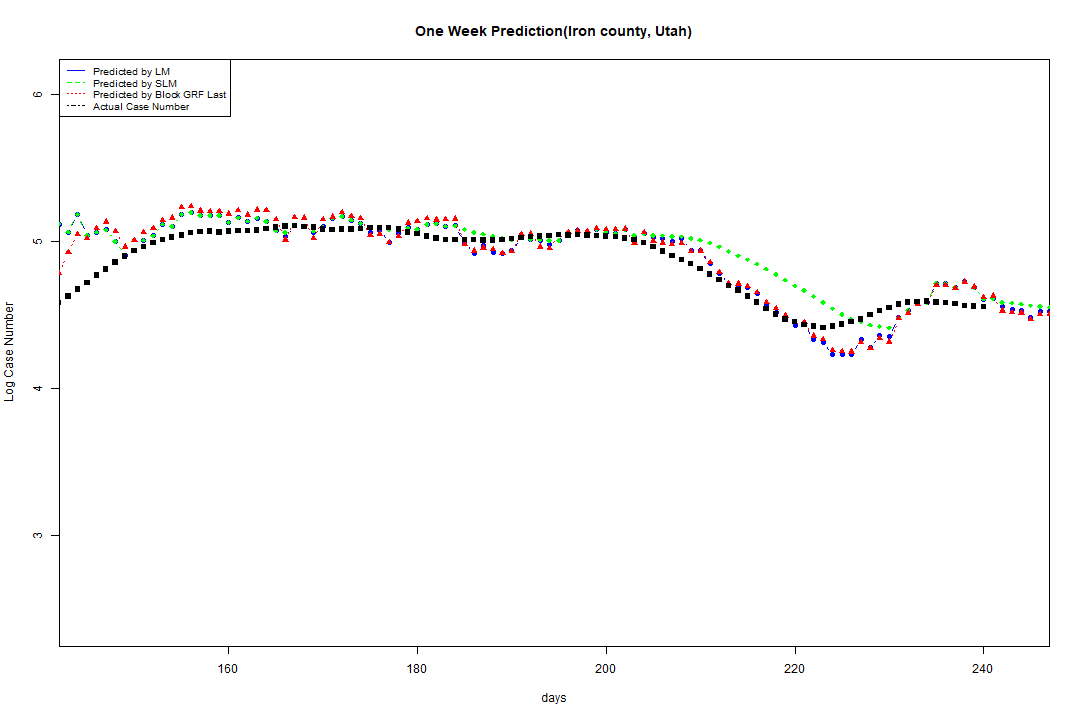 One Week Prediction(Iron county, Utah)
Predicted by LM
Predicted by SLM
Predicted by Block GRF Last
Actual Case Number
6
5
4
3
Log Case Number
160 180 200 220 240
days